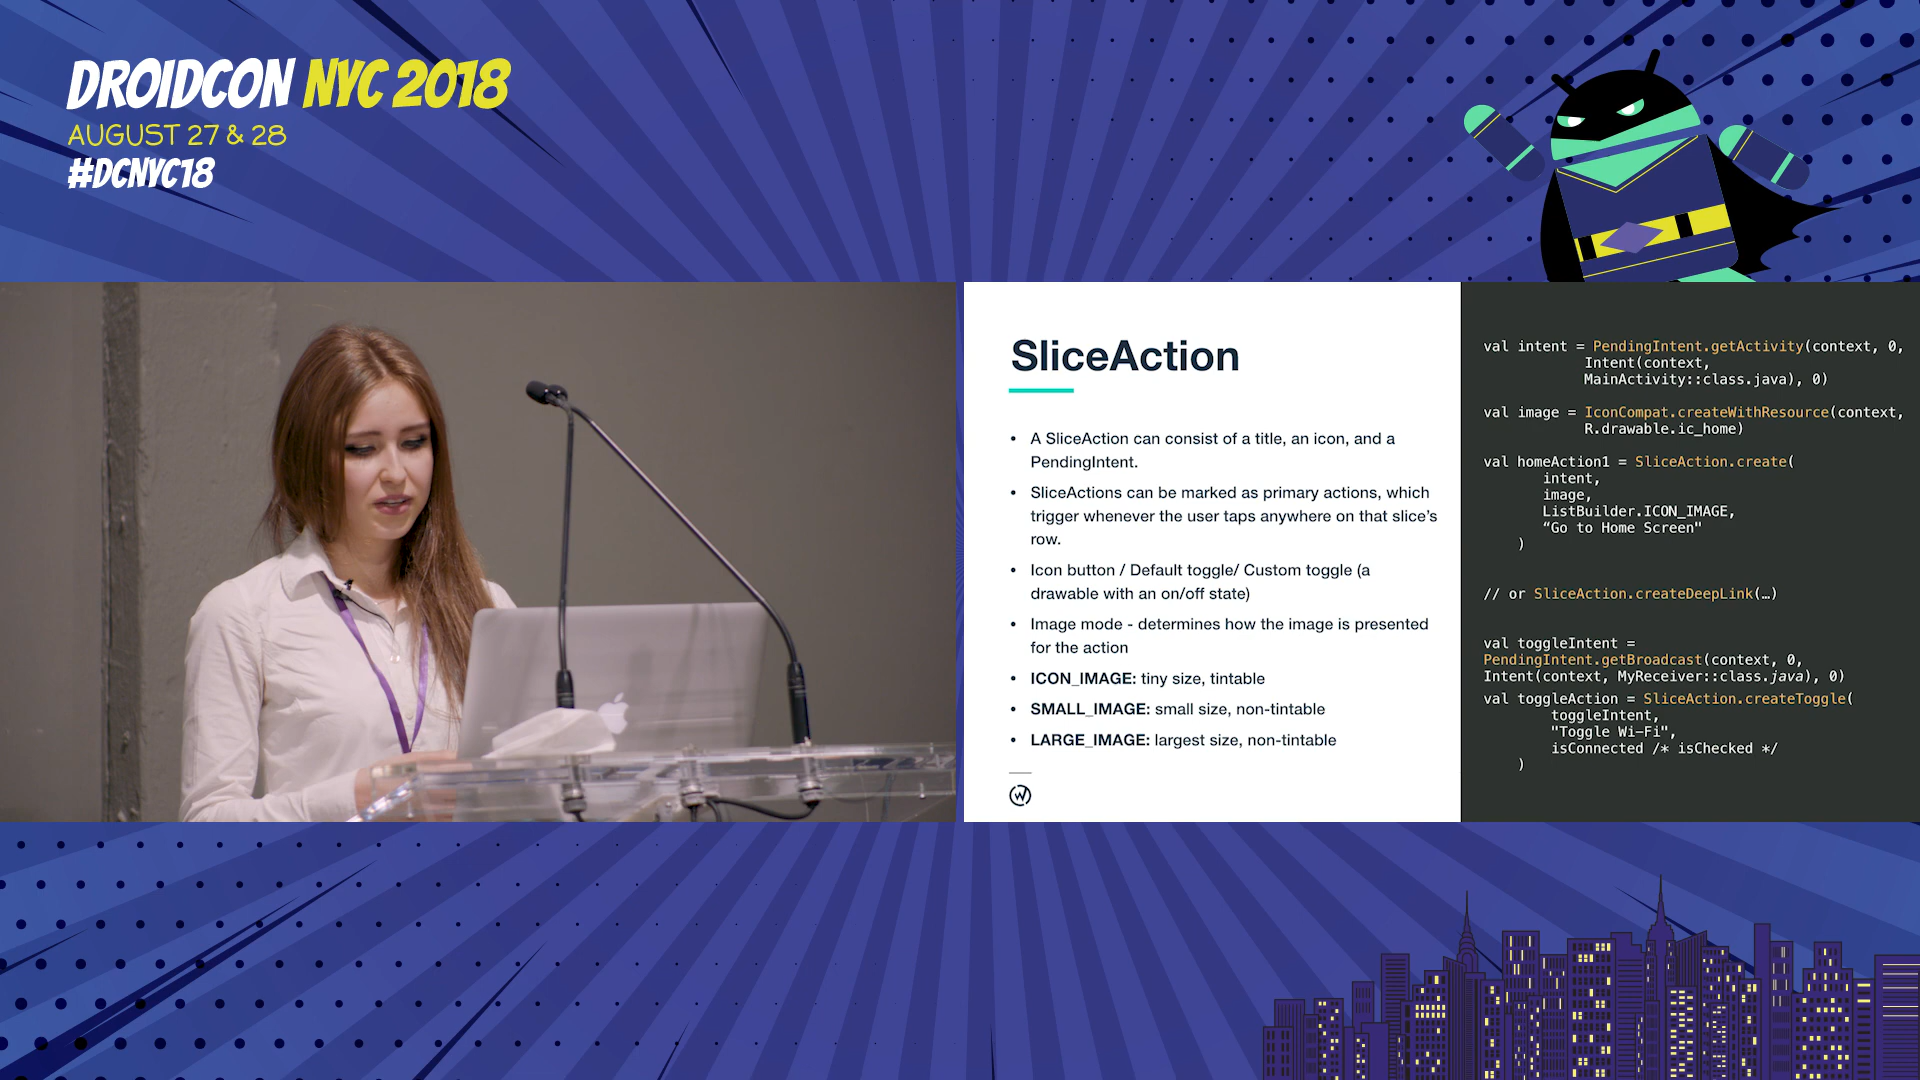 DROIDCON NYC 2018
AUGUST 27 & 28
#DCNYC18
SliceAction
• A SliceAction can consist of a title, an icon, and a
PendingIntent.
• SliceActions can be marked as primary actions, which
trigger whenever the user taps anywhere on that slice’s
row.
• Icon button / Default toggle/ Custom toggle (a
drawable with an on/off state)
• Image mode - determines how the image is presented
for the action
• ICON_IMAGE: tiny size, tintable
• SMALL_IMAGE: small size, non-tintable
• LARGE_IMAGE: largest size, non-tintable
val intent = PendingIntent.getActivity(context, 0,
Intent(context,
MainActivity::class.java), 0)
val image = IconCompat.createWithResource(context,
R.drawable.ic_home)
val homeAction1 = SliceAction.create(
intent,
image,
ListBuilder.ICON_IMAGE,
“Go to Home Screen"
)
// or SliceAction.createDeepLink(…)
val toggleIntent =
PendingIntent.getBroadcast(context, 0,
Intent(context, MyReceiver::class.java), 0)
val toggleAction = SliceAction.createToggle(
toggleIntent,
"Toggle Wi-Fi",
isConnected /* isChecked */
)